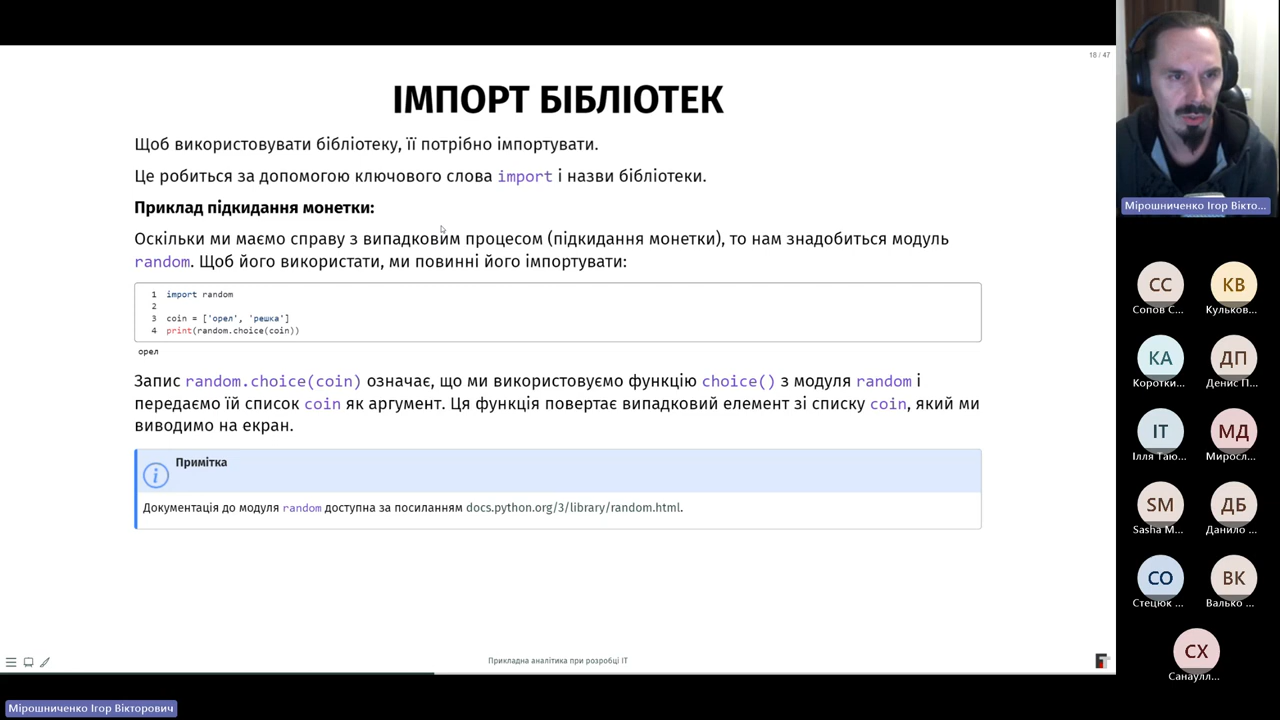 18 / 47
ІМПОРТ БІБЛІОТЕК
Щоб використовувати бібліотеку, її потрібно імпортувати.
Це робиться за допомогою ключового слова import і назви бібліотеки.
Приклад підкидання монетки:
Оскільки ми маємо справу з випадковим процесом (підкидання монетки), то нам знадобиться модуль
random. Щоб його використати, ми повинні його імпортувати:
1 import random
2
3 coin = ['орел', 'решка']
4 print(random.choice(coin))
орел
Запис random.choice(coin) означає, що ми використовуємо функцію choice() з модуля random і
передаємо їй список coin як аргумент. Ця функція повертає випадковий елемент зі списку coin, який ми
виводимо на екран.
Примітка
Документація до модуля random доступна за посиланням docs.python.org/3/library/random.html.
Прикладна аналітика при розробці ІТ
Мірошниченко Ігор Вікторович
Мірошниченко Ігор Вікто...
СС
Сопов С...
КВ
Кульков...
КА
Коротки...
ДП
Денис П...
ІТ
Ілля Таю...
МД
Миросл...
SM
Sasha M...
ДБ
Данило ...
СО
Стецюк ...
ВК
Валько ...
СХ
Санаулл...